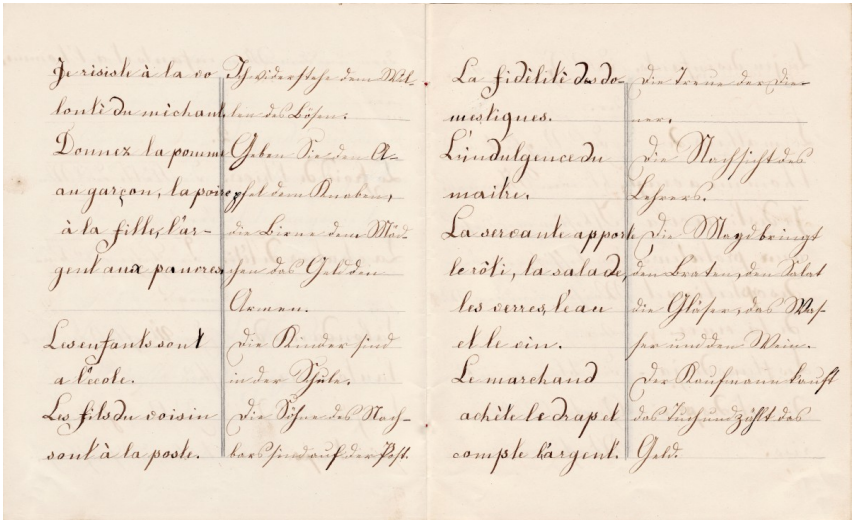 Je résiste à la vo
lonté du michant.
Donnez la pomme
au garçon, la poire,
à la fille, l'ar-
gent aux pauvres.
Les enfants sont
a l'école.
Les fils du voisin
sont à la poste.
Ich widerstehe dem Wil-
len des Bösen.
Geben Sie den A-
pfel dem Knaben,
die Birne dem Mäd-
chen das Geld den
Armen.
Die Kinder sind
in der Schule.
Die Söhne des Nach-
bars sind auf der Post.
La fidélité des do-
mestiques.
L'indulgence du
maitre.
La servante apporte
le rôti, la salade,
les verres, l'eau
et le vin.
Le marchand
achète le drap et
compte l'argent.
Die Treue der Die-
ner.
Die Nachsicht des
Lehrers.
Die Magd bringt
den Braten, den Salat
die Gläser, das Was-
ser und den Wein.
Der Kaufmann kauft
das Tuch und zählt das
Geld.